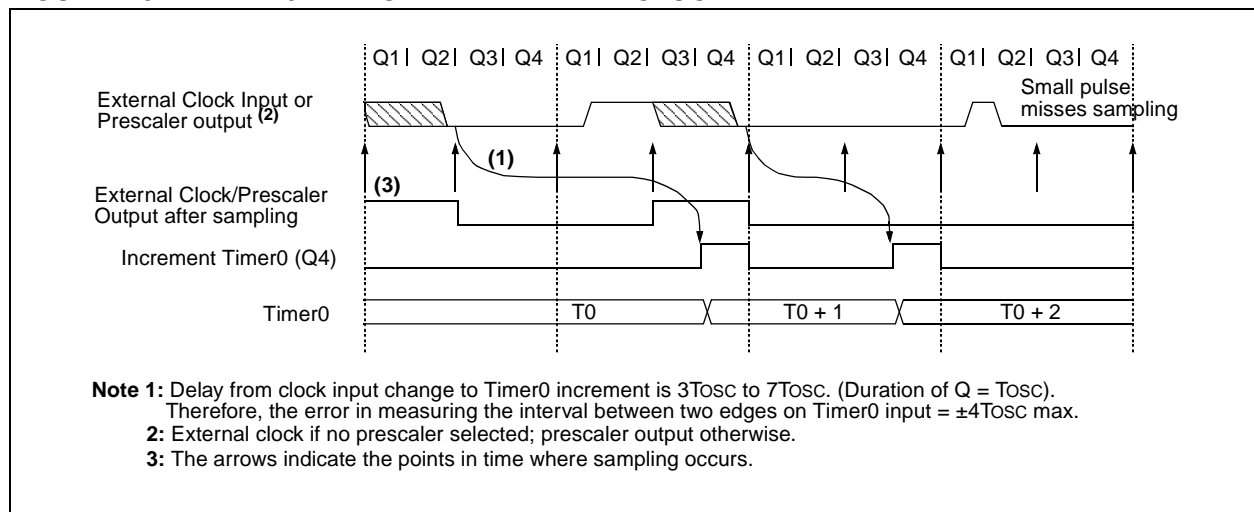 Q1 | Q2 | Q3 | Q4 Q1 | Q2 | Q3 | Q4 Q1 | Q2 | Q3 | Q4 Q1 | Q2 | Q3 | Q4
External Clock Input or
Prescaler output (2)
Small pulse
misses sampling
(1)
(3)
External Clock/Prescaler
Output after sampling
Increment Timer0 (Q4)
Timer0 T0 T0 + 1 T0 + 2
Note 1: Delay from clock input change to Timer0 increment is 3TOSC to 7TOSC. (Duration of Q = TOSC).
Therefore, the error in measuring the interval between two edges on Timer0 input = ±4TOSC max.
2: External clock if no prescaler selected; prescaler output otherwise.
3: The arrows indicate the points in time where sampling occurs.